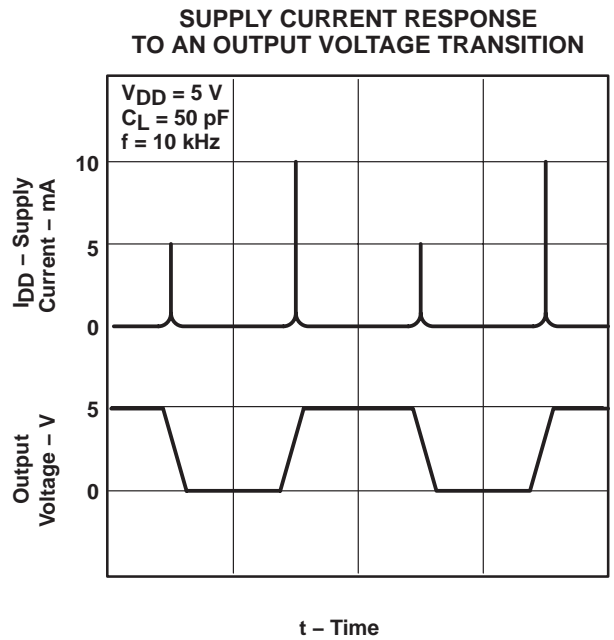 SUPPLY CURRENT RESPONSE
TO AN OUTPUT VOLTAGE TRANSITION
VDD = 5 V
CL = 50 pF
f = 10 kHz
IDD – Supply
Current – mA
10
5
0
Output
Voltage – V
5
0
t – Time